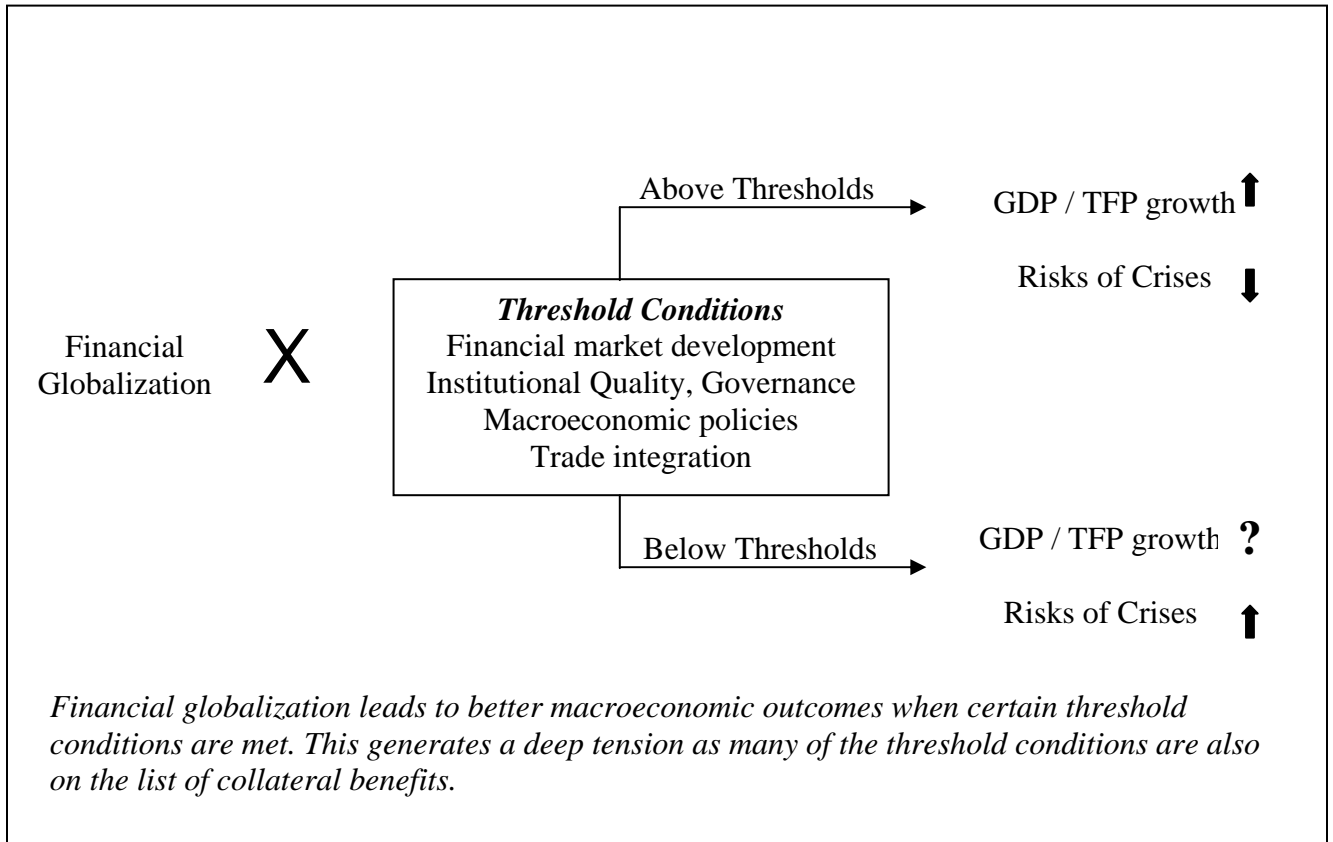 Above Thresholds
GDP / TFP growth
Risks of Crises
Financial
Globalization
X
Threshold Conditions
Financial market development
Institutional Quality, Governance
Macroeconomic policies
Trade integration
Below Thresholds
GDP / TFP growth ?
Risks of Crises
Financial globalization leads to better macroeconomic outcomes when certain threshold
conditions are met. This generates a deep tension as many of the threshold conditions are also
on the list of collateral benefits.